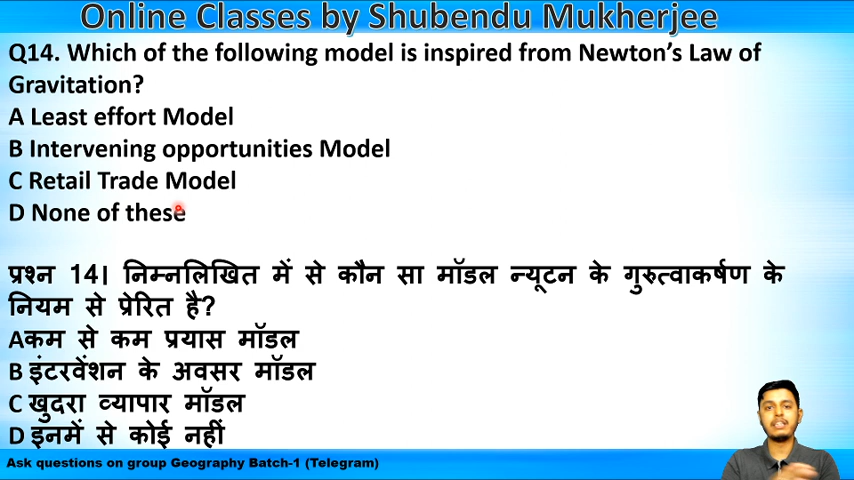 Online Classes by Shubendu Mukherjee
Q14. Which of the following model is inspired from Newton's Law of
Gravitation?
A Least effort Model
B Intervening opportunities Model
C Retail Trade Model
D None of these
प्रश्न 14। निम्नलिखित में से कौन सा मॉडल न्यूटन के गुरुत्वाकर्षण के
नियम से प्रेरित है?
Aकम से कम प्रयास मॉडल
B इंटरवेंशन के अवसर मॉडल
C खुदरा व्यापार मॉडल
D इनमें से कोई नहीं
Ask questions on group Geography Batch-1 (Telegram)